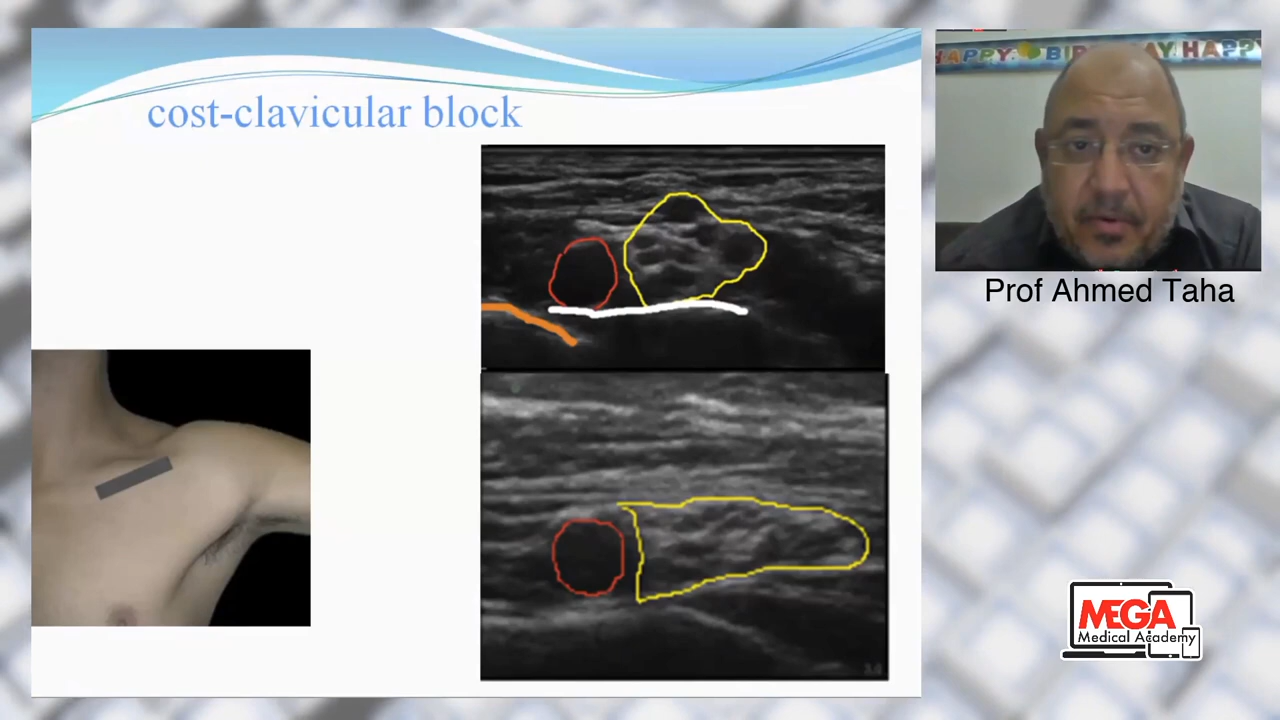 cost-clavicular block
HAPPY BIRTHDAY HAPPY
Prof Ahmed Taha
MEGA
Medical Academy